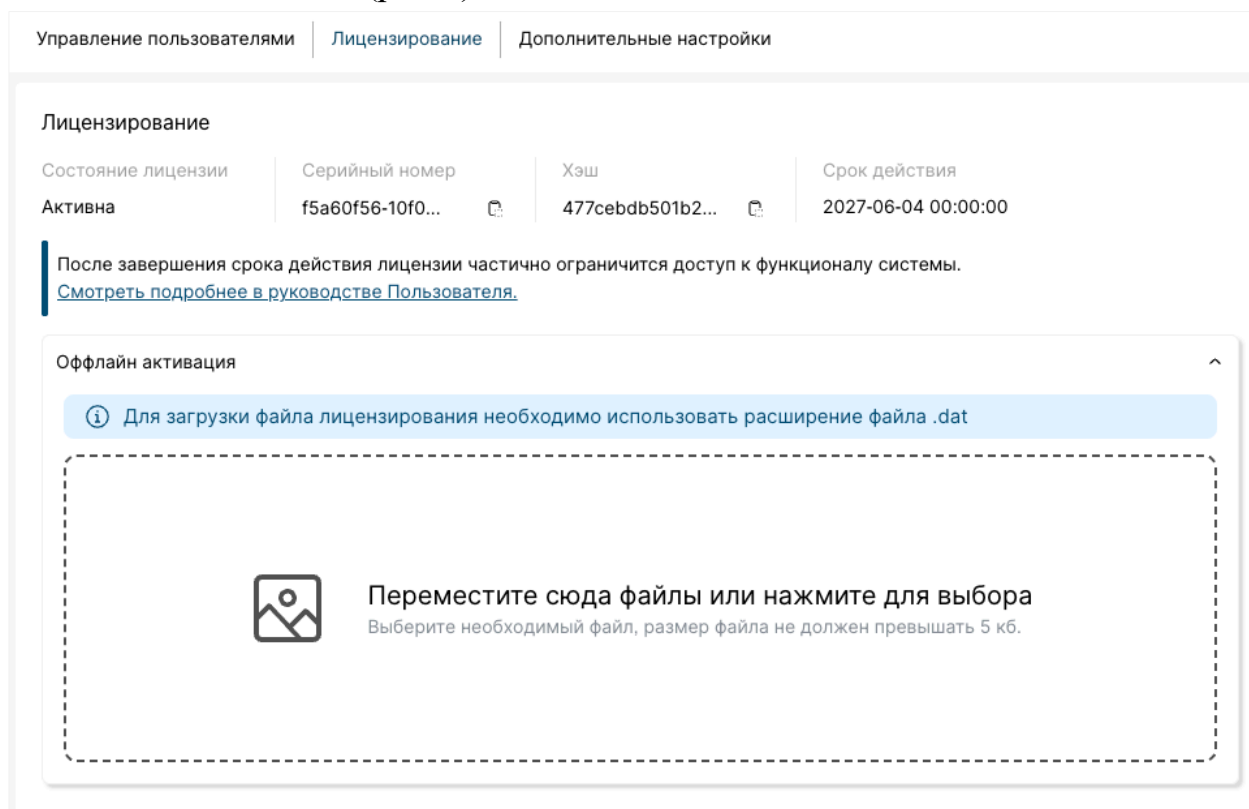 Управление пользователями Лицензирование Дополнительные настройки
Лицензирование
Состояние лицензии Серийный номер Хэш Срок действия
Активна f5a60f56-10f0... 477cebdb501b2... 2027-06-04 00:00:00
После завершения срока действия лицензии частично ограничится доступ к функционалу системы.
Смотреть подробнее в руководстве Пользователя.
Оффлайн активация
Для загрузки файла лицензирования необходимо использовать расширение файла .dat
Переместите сюда файлы или нажмите для выбора
Выберите необходимый файл, размер файла не должен превышать 5 кб.